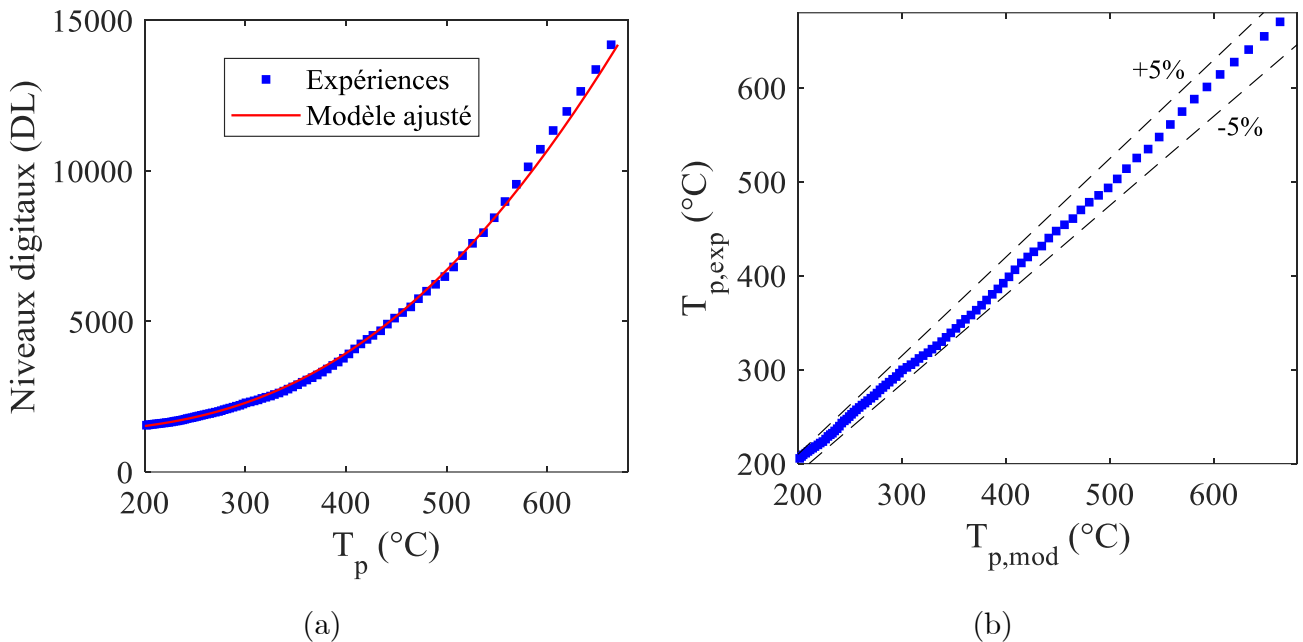 15000
10000
5000
0
Niveaux digitaux (DL)
Expériences
Modèle ajusté
200 300 400 500 600
T_p (°C)
(a)
600
500
400
300
200
T_p,exp (°C)
+5%
-5%
200 300 400 500 600
T_p,mod (°C)
(b)